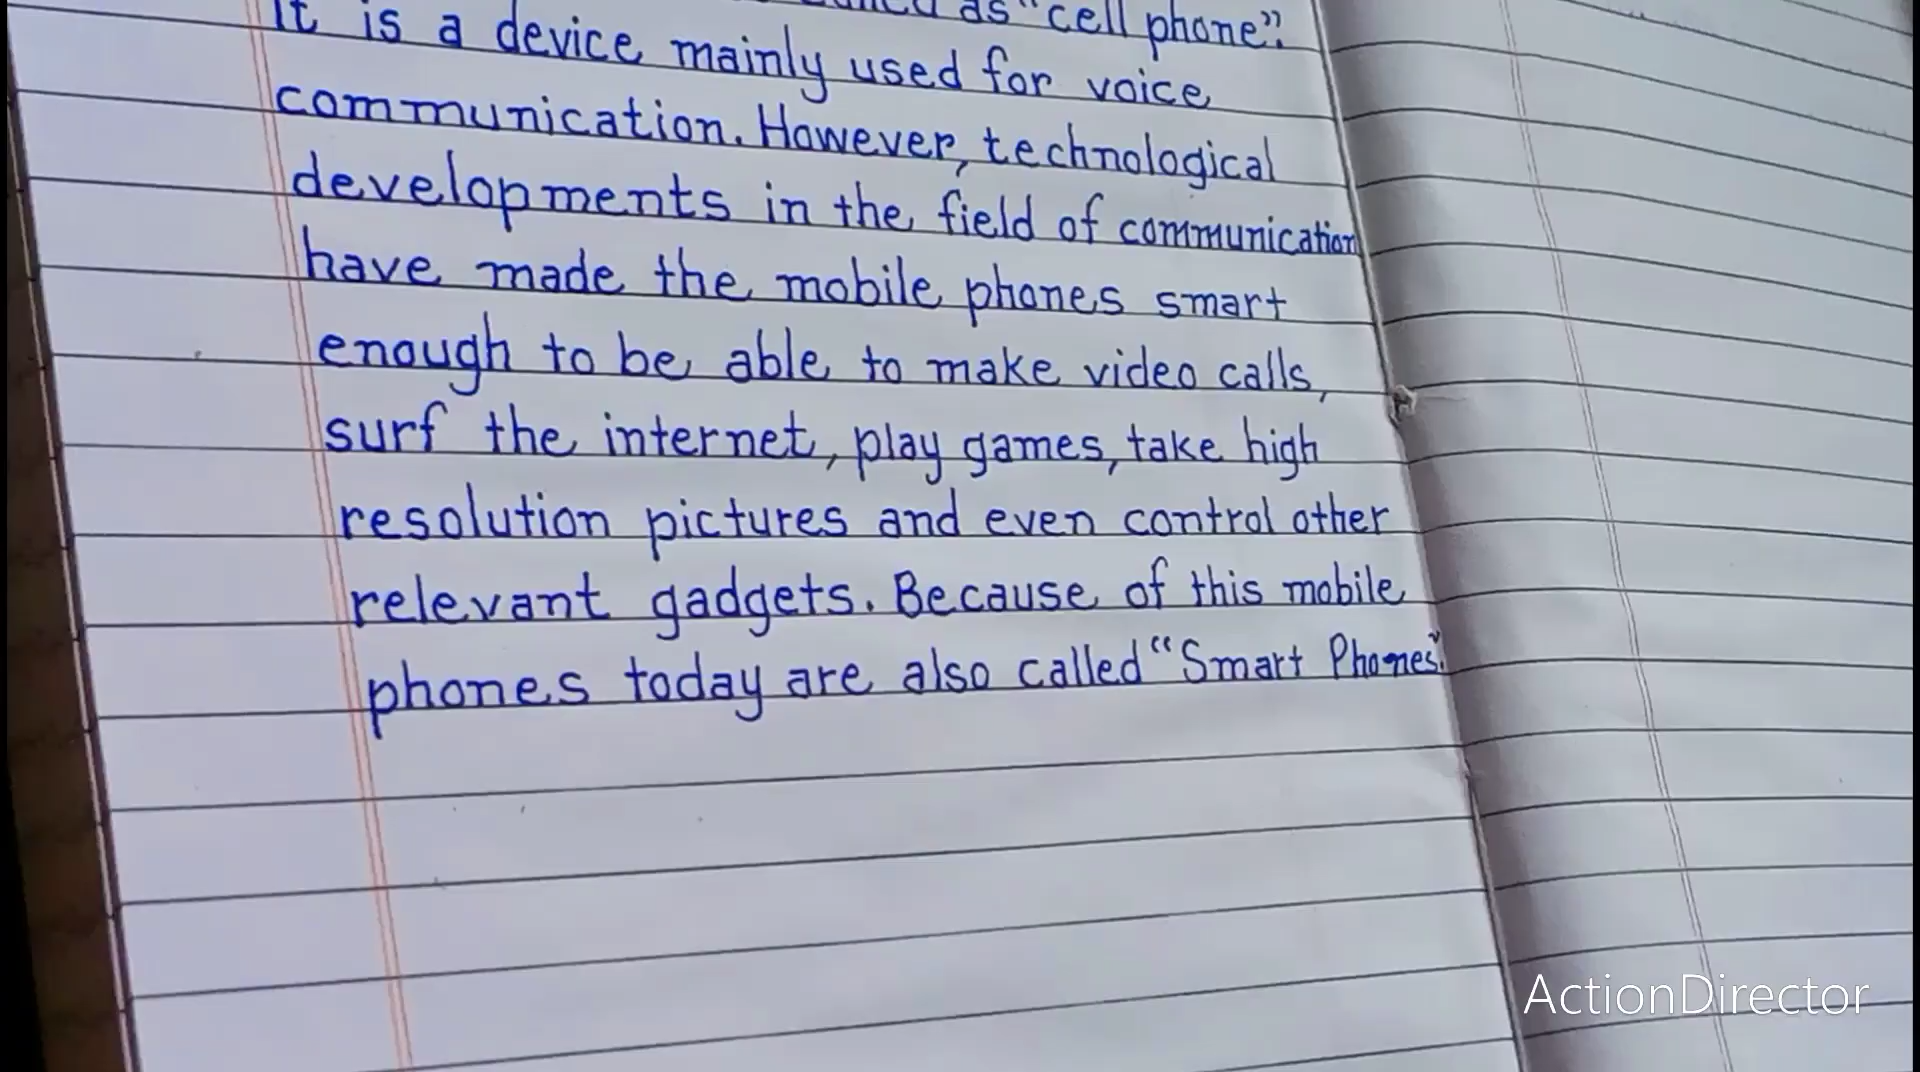 as "cell phone".
It is a device mainly used for voice
communication. However, technological
developments in the field of communication
have made the mobile phones smart
enough to be able to make video calls,
surf the internet, play games, take high
resolution pictures and even control other
relevant gadgets. Because of this mobile
phones today are also called "Smart Phones".
ActionDirector